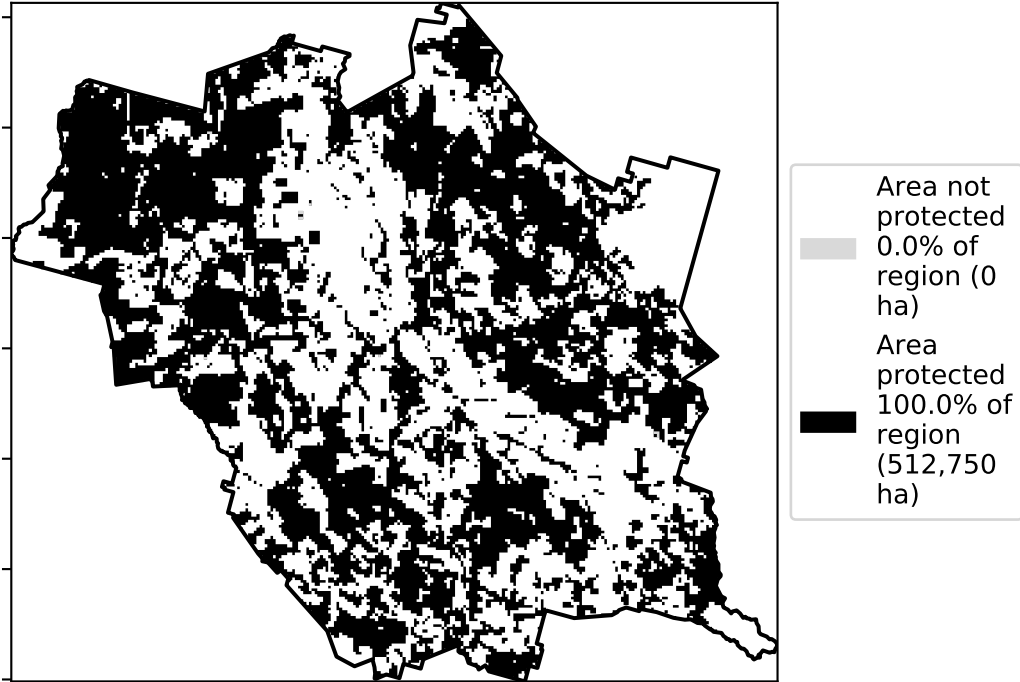 Area not
protected
0.0% of
region (0
ha)
Area
protected
100.0% of
region
(512,750
ha)